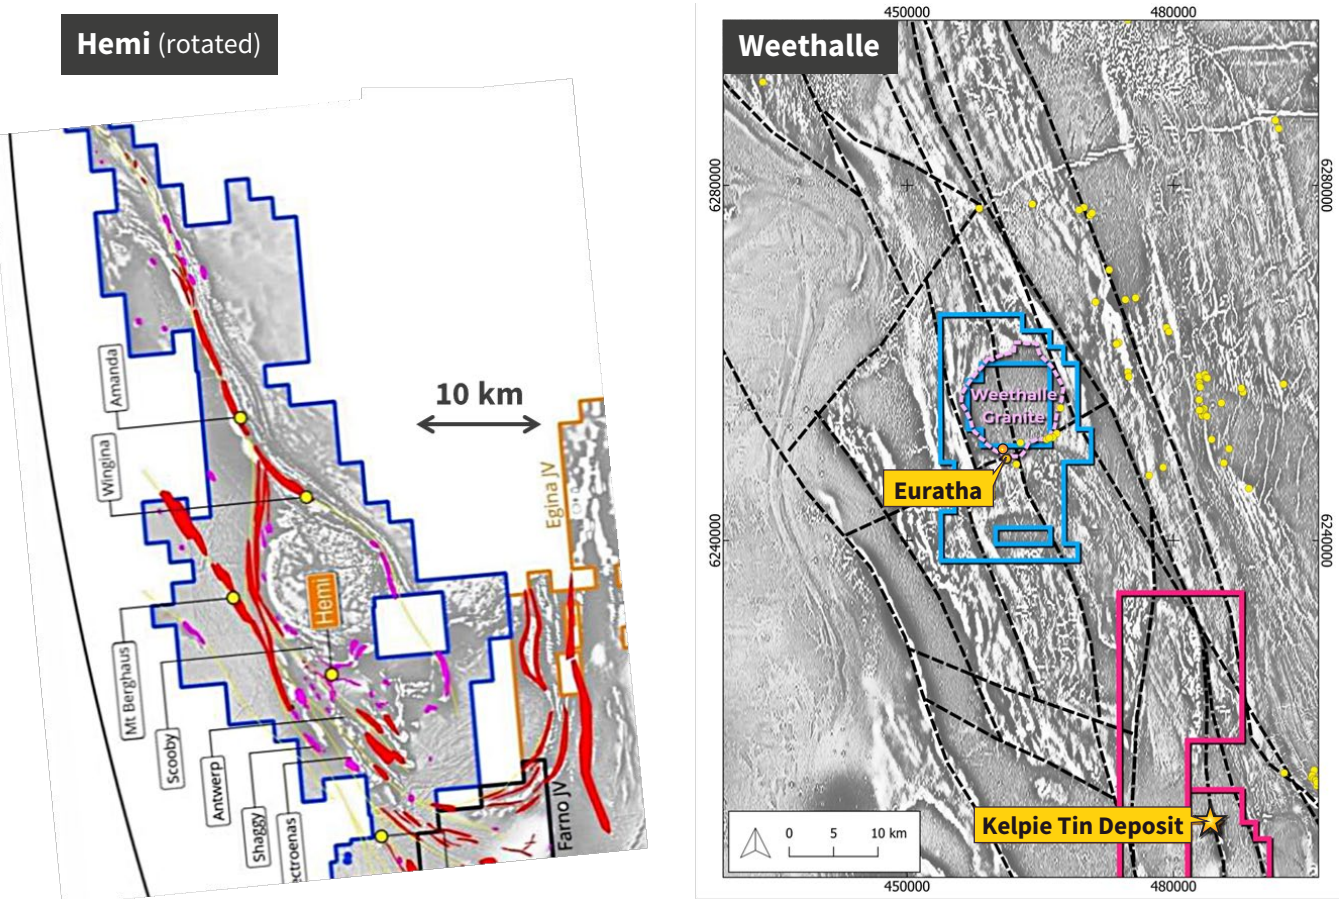 Hemi (rotated)
Amanda
Wingina
Mt Berghaus
Scooby
Antwerp
Shaggy
ectroenas
Hemi
10 km
Egina JV
Farno JV
Weethalle
450000
480000
6280000
6280000
6240000
6240000
Weethalle
Granite
Euratha
Kelpie Tin Deposit
0 5 10 km
450000
480000